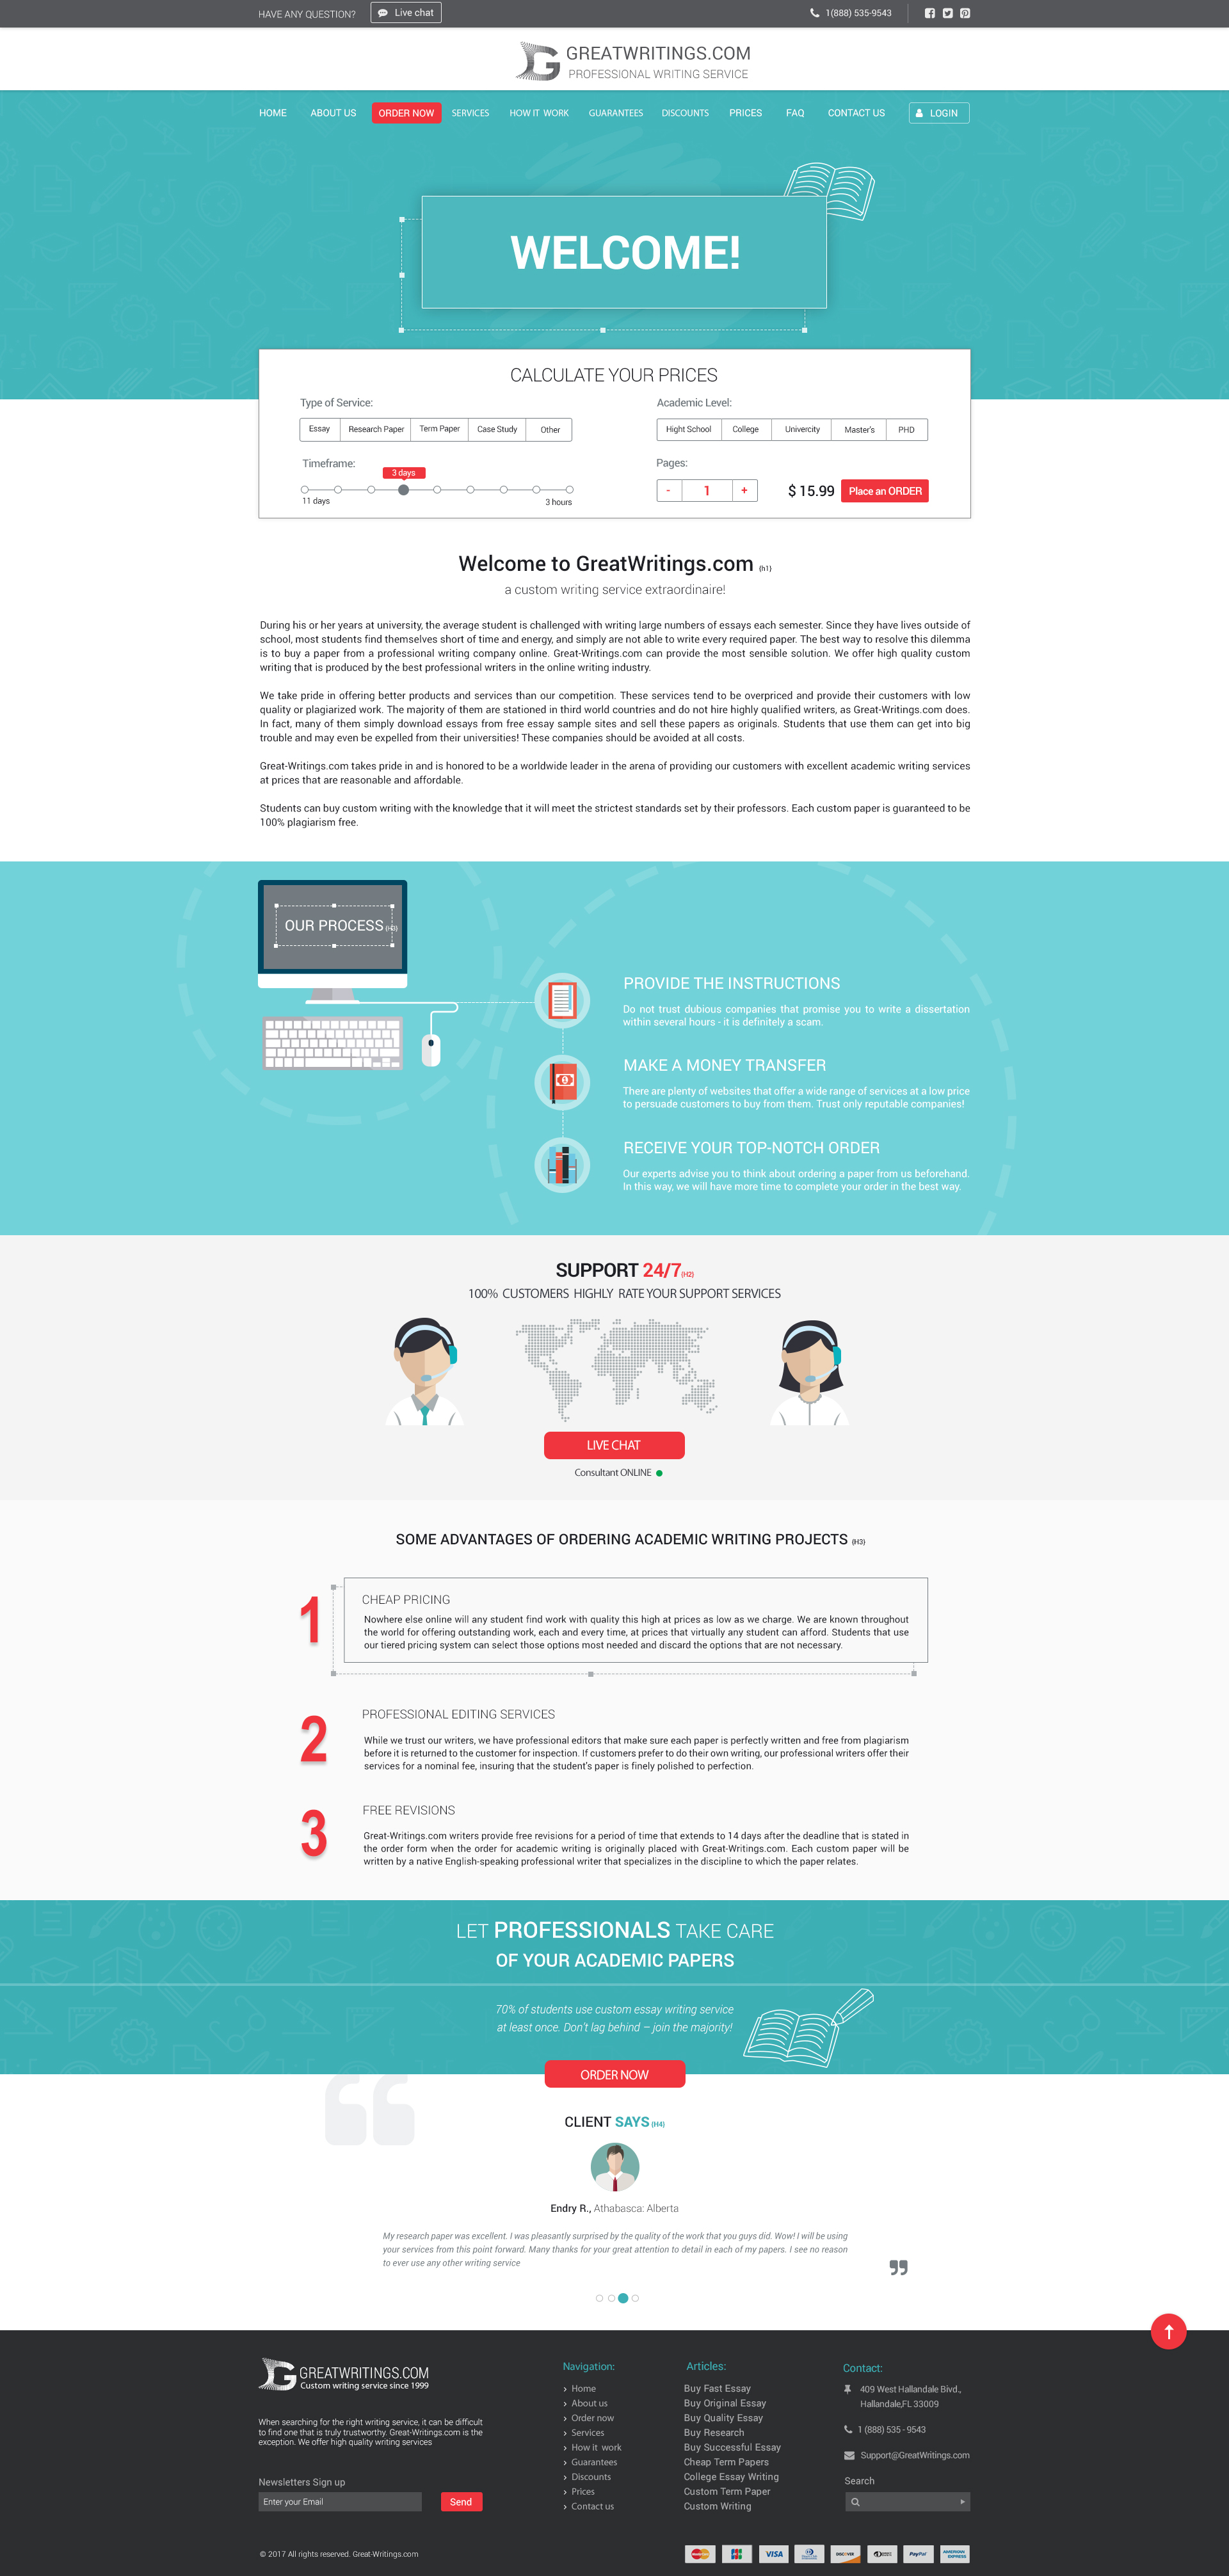 HAVE ANY QUESTION?
Live chat
1(888) 535-9543
GREATWRITINGS.COM
PROFESSIONAL WRITING SERVICE
HOME ABOUT US ORDER NOW SERVICES HOW IT WORK GUARANTEES DISCOUNTS PRICES FAQ CONTACT US LOGIN
WELCOME!
CALCULATE YOUR PRICES
Type of Service:
Essay Research Paper Term Paper Case Study Other
Academic Level:
Hight School College Univercity Master's PHD
Timeframe:
3 days
11 days
3 hours
Pages:
- 1 +
$ 15.99
Place an ORDER
Welcome to GreatWritings.com (h1)
a custom writing service extraordinaire!
During his or her years at university, the average student is challenged with writing large numbers of essays each semester. Since they have lives outside of
school, most students find themselves short of time and energy, and simply are not able to write every required paper. The best way to resolve this dilemma
is to buy a paper from a professional writing company online. Great-Writings.com can provide the most sensible solution. We offer high quality custom
writing that is produced by the best professional writers in the online writing industry.
We take pride in offering better products and services than our competition. These services tend to be overpriced and provide their customers with low
quality or plagiarized work. The majority of them are stationed in third world countries and do not hire highly qualified writers, as Great-Writings.com does.
In fact, many of them simply download essays from free essay sample sites and sell these papers as originals. Students that use them can get into big
trouble and may even be expelled from their universities! These companies should be avoided at all costs.
Great-Writings.com takes pride in and is honored to be a worldwide leader in the arena of providing our customers with excellent academic writing services
at prices that are reasonable and affordable.
Students can buy custom writing with the knowledge that it will meet the strictest standards set by their professors. Each custom paper is guaranteed to be
100% plagiarism free.
OUR PROCESS (H3)
PROVIDE THE INSTRUCTIONS
Do not trust dubious companies that promise you to write a dissertation
within several hours - it is definitely a scam.
MAKE A MONEY TRANSFER
There are plenty of websites that offer a wide range of services at a low price
to persuade customers to buy from them. Trust only reputable companies!
RECEIVE YOUR TOP-NOTCH ORDER
Our experts advise you to think about ordering a paper from us beforehand.
In this way, we will have more time to complete your order in the best way.
SUPPORT 24/7 (H2)
100% CUSTOMERS HIGHLY RATE YOUR SUPPORT SERVICES
LIVE CHAT
Consultant ONLINE
SOME ADVANTAGES OF ORDERING ACADEMIC WRITING PROJECTS (H3)
1
CHEAP PRICING
Nowhere else online will any student find work with quality this high at prices as low as we charge. We are known throughout
the world for offering outstanding work, each and every time, at prices that virtually any student can afford. Students that use
our tiered pricing system can select those options most needed and discard the options that are not necessary.
2
PROFESSIONAL EDITING SERVICES
While we trust our writers, we have professional editors that make sure each paper is perfectly written and free from plagiarism
before it is returned to the customer for inspection. If customers prefer to do their own writing, our professional writers offer their
services for a nominal fee, insuring that the student's paper is finely polished to perfection.
3
FREE REVISIONS
Great-Writings.com writers provide free revisions for a period of time that extends to 14 days after the deadline that is stated in
the order form when the order for academic writing is originally placed with Great-Writings.com. Each custom paper will be
written by a native English-speaking professional writer that specializes in the discipline to which the paper relates.
LET PROFESSIONALS TAKE CARE
OF YOUR ACADEMIC PAPERS
70% of students use custom essay writing service
at least once. Don't lag behind – join the majority!
ORDER NOW
CLIENT SAYS (H4)
Endry R., Athabasca: Alberta
My research paper was excellent. I was pleasantly surprised by the quality of the work that you guys did. Wow! I will be using
your services from this point forward. Many thanks for your great attention to detail in each of my papers. I see no reason
to ever use any other writing service
GREATWRITINGS.COM
Custom writing service since 1999
When searching for the right writing service, it can be difficult
to find one that is truly trustworthy. Great-Writings.com is the
exception. We offer high quality writing services
Newsletters Sign up
Enter your Email
Send
Navigation:
Home
About us
Order now
Services
How it work
Guarantees
Discounts
Prices
Contact us
Articles:
Buy Fast Essay
Buy Original Essay
Buy Quality Essay
Buy Research
Buy Successful Essay
Cheap Term Papers
College Essay Writing
Custom Term Paper
Custom Writing
Contact:
409 West Hallandale Bivd.,
Hallandale,FL 33009
1 (888) 535 - 9543
Support@GreatWritings.com
Search
© 2017 All rights reserved. Great-Writings.com
JCB VISA DISCOVER PayPal AMERICAN EXPRESS